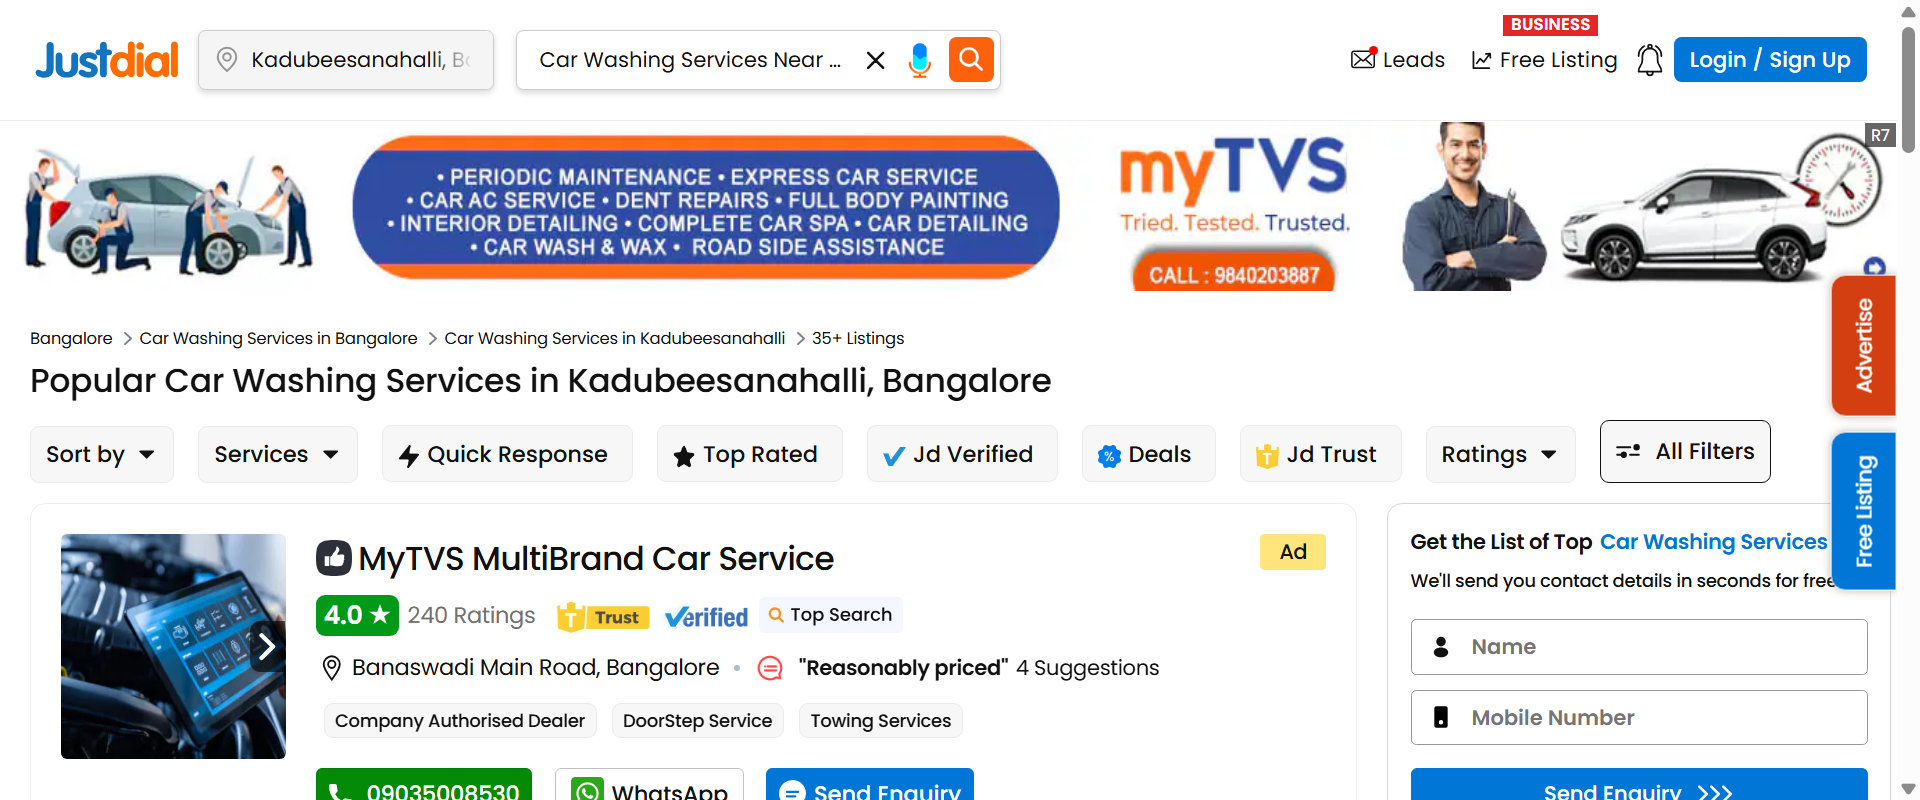 Justdial
Kadubeesanahalli, B
Car Washing Services Near ...
Leads
BUSINESS
Free Listing
Login / Sign Up
• PERIODIC MAINTENANCE • EXPRESS CAR SERVICE
• CAR AC SERVICE • DENT REPAIRS • FULL BODY PAINTING
• INTERIOR DETAILING • COMPLETE CAR SPA • CAR DETAILING
• CAR WASH & WAX • ROAD SIDE ASSISTANCE
myTVS
Tried. Tested. Trusted.
CALL : 9840203887
R7
Advertise
Free Listing
Bangalore > Car Washing Services in Bangalore > Car Washing Services in Kadubeesanahalli > 35+ Listings
Popular Car Washing Services in Kadubeesanahalli, Bangalore
Sort by
Services
Quick Response
Top Rated
Jd Verified
% Deals
T Jd Trust
Ratings
All Filters
MyTVS MultiBrand Car Service
Ad
4.0 ★ 240 Ratings
T Trust
Verified
Top Search
Banaswadi Main Road, Bangalore • "Reasonably priced" 4 Suggestions
Company Authorised Dealer
DoorStep Service
Towing Services
09035008530
WhatsApp
Send Enquiry
Get the List of Top Car Washing Services
We'll send you contact details in seconds for free
Name
Mobile Number
Send Enquiry >>>